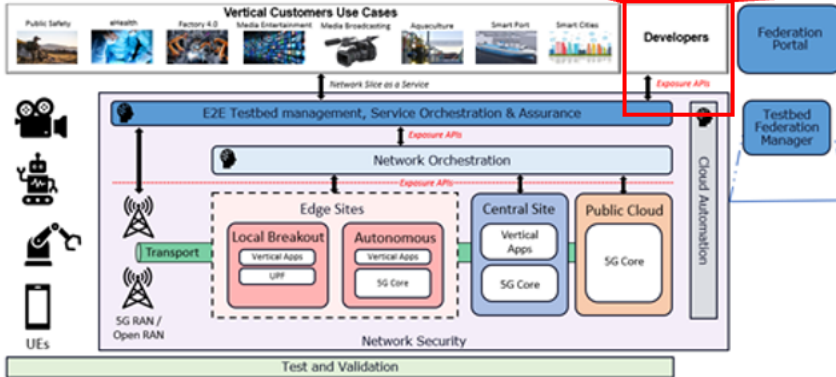 Vertical Customers Use Cases
Public Safety
eHealth
Factory 4.0
Media Entertainment
Media Broadcasting
Aquaculture
Smart Port
Smart Cities
Developers
Federation
Portal
Network Slice as a Service
Exposure APIs
E2E Testbed management, Service Orchestration & Assurance
Testbed
Federation
Manager
Exposure APIs
Network Orchestration
Cloud Automation
Exposure APIs
Edge Sites
Central Site
Public Cloud
Local Breakout
Autonomous
Vertical
Apps
Vertical Apps
Vertical Apps
Transport
UPF
5G Core
5G Core
5G Core
5G RAN /
Open RAN
UEs
Network Security
Test and Validation